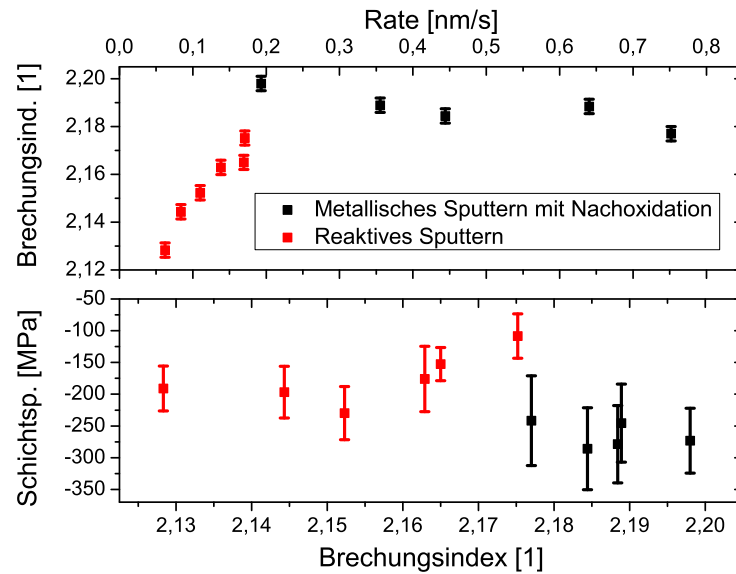 Rate [nm/s]
0,0 0,1 0,2 0,3 0,4 0,5 0,6 0,7 0,8
Brechungsind. [1]
2,20
2,18
2,16
2,14
2,12
Metallisches Sputtern mit Nachoxidation
Reaktives Sputtern
Schichtsp. [MPa]
-50
-100
-150
-200
-250
-300
-350
2,13 2,14 2,15 2,16 2,17 2,18 2,19 2,20
Brechungsindex [1]